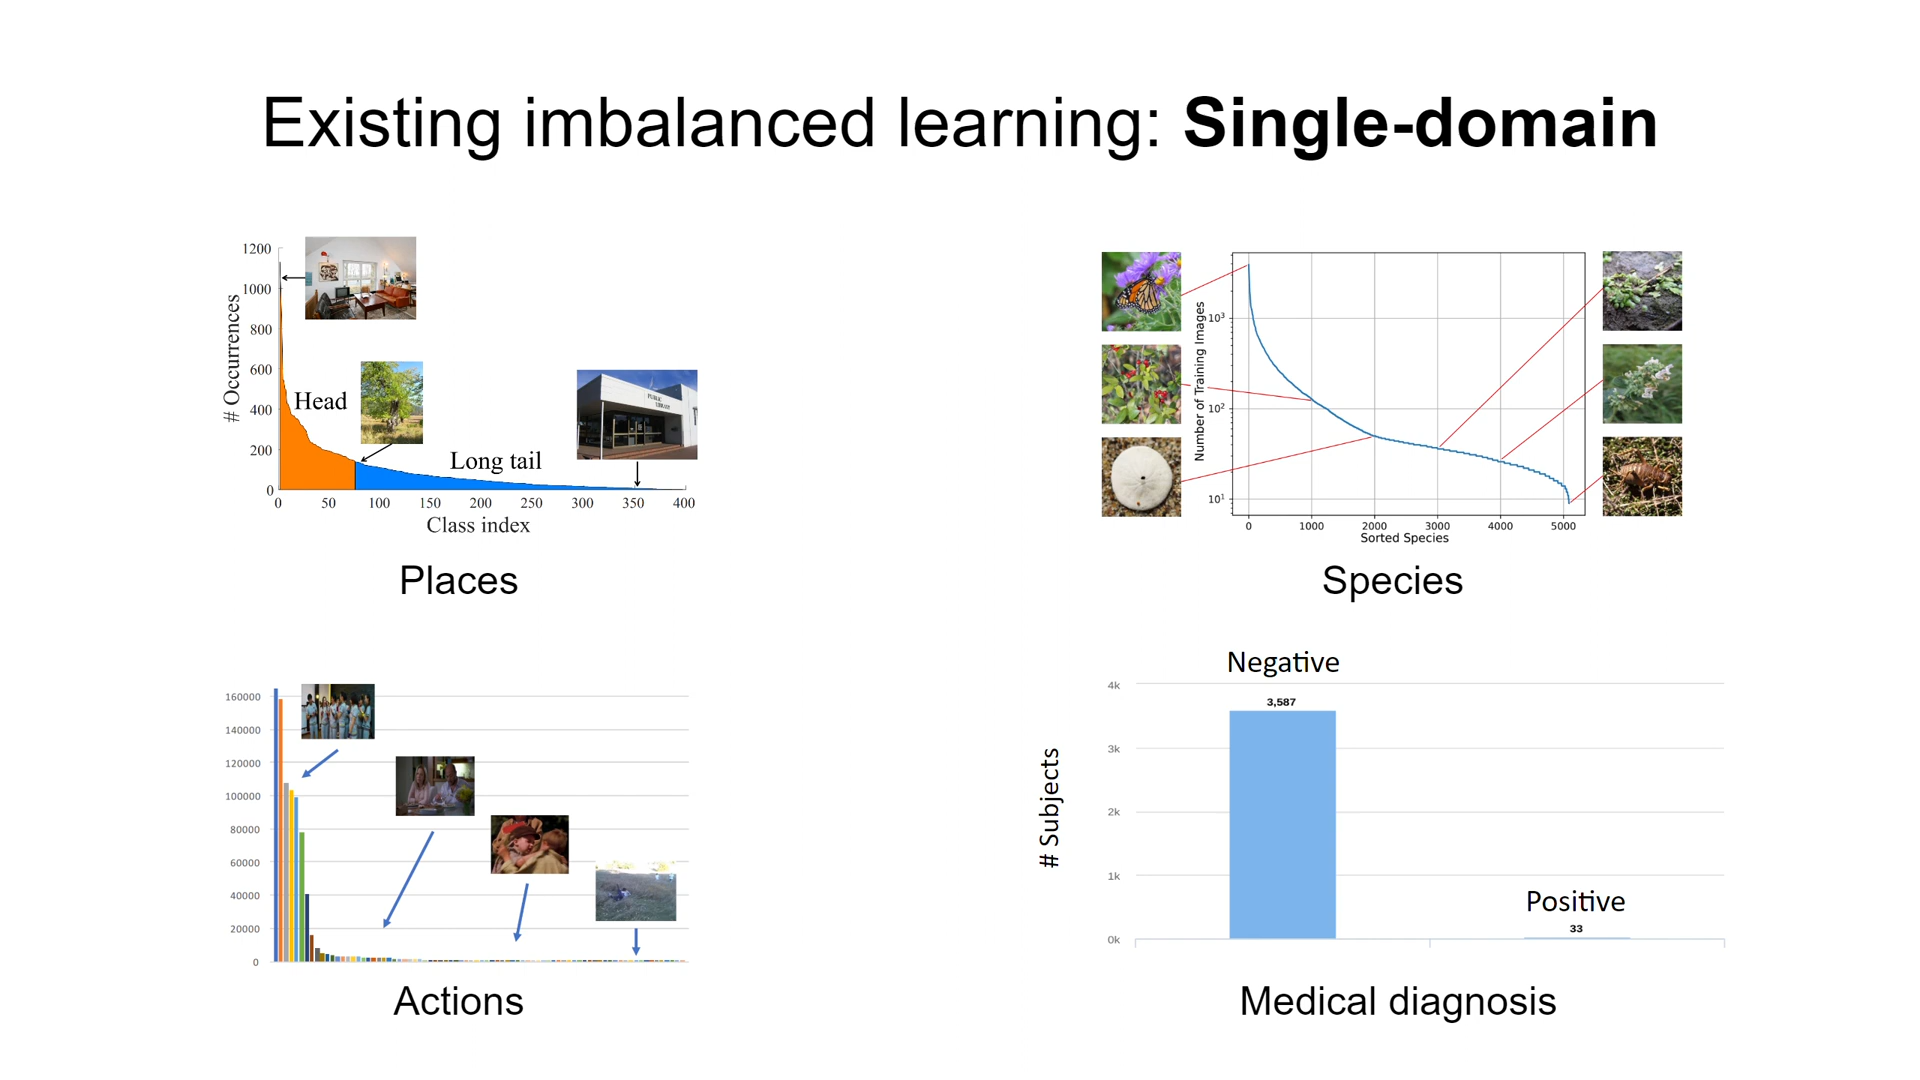 Existing imbalanced learning: Single-domain
1200
1000
800
600
400
200
0
# Occurrences
Head
Long tail
PUBLIC
LIBRARY
0 50 100 150 200 250 300 350 400
Class index
Places
10³
10²
10¹
Number of Training Images
0 1000 2000 3000 4000 5000
Sorted Species
Species
160000
140000
120000
100000
80000
60000
40000
20000
0
Actions
Negative
4k
3,587
3k
2k
1k
0k
# Subjects
Positive
33
Medical diagnosis